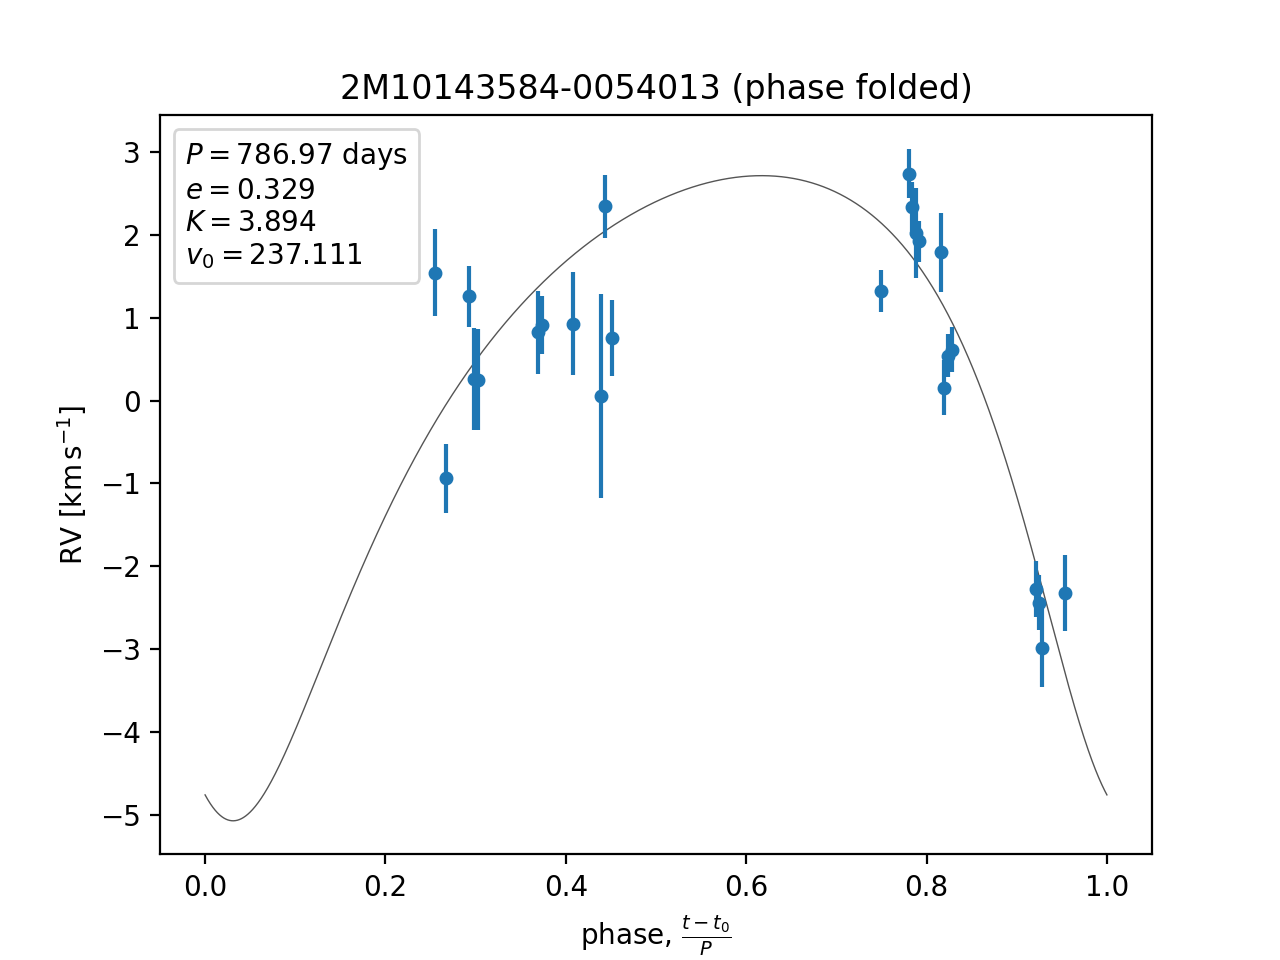 2M10143584-0054013 (phase folded)
P = 786.97 days
e = 0.329
K = 3.894
v₀ = 237.111
3
2
1
0
−1
−2
−3
−4
−5
RV [km s⁻¹]
0.0 0.2 0.4 0.6 0.8 1.0
phase, (t − t₀)/P